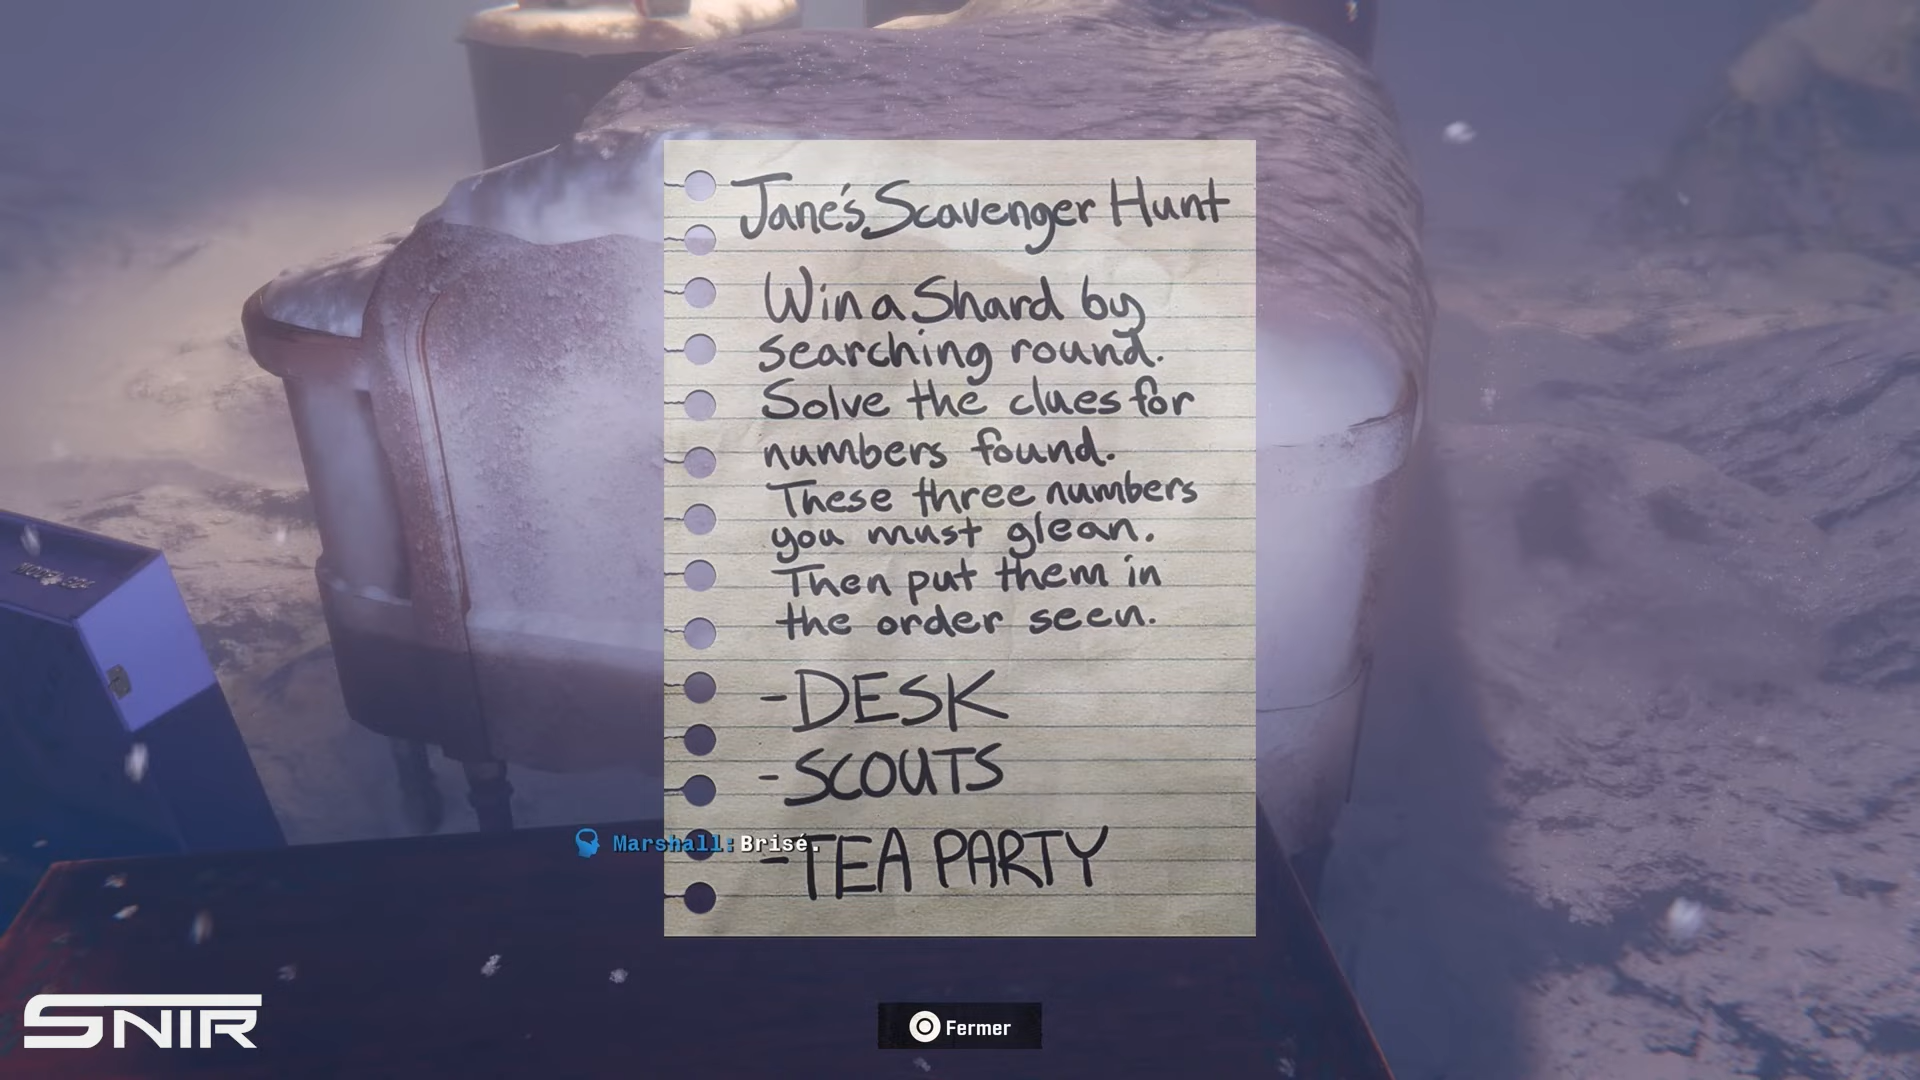 Jane's Scavenger Hunt
Win a Shard by
searching round.
Solve the clues for
numbers found.
These three numbers
you must glean.
Then put them in
the order seen.
-DESK
-SCOUTS
-TEA PARTY
Marshall: Brisé.
SNIR
Fermer